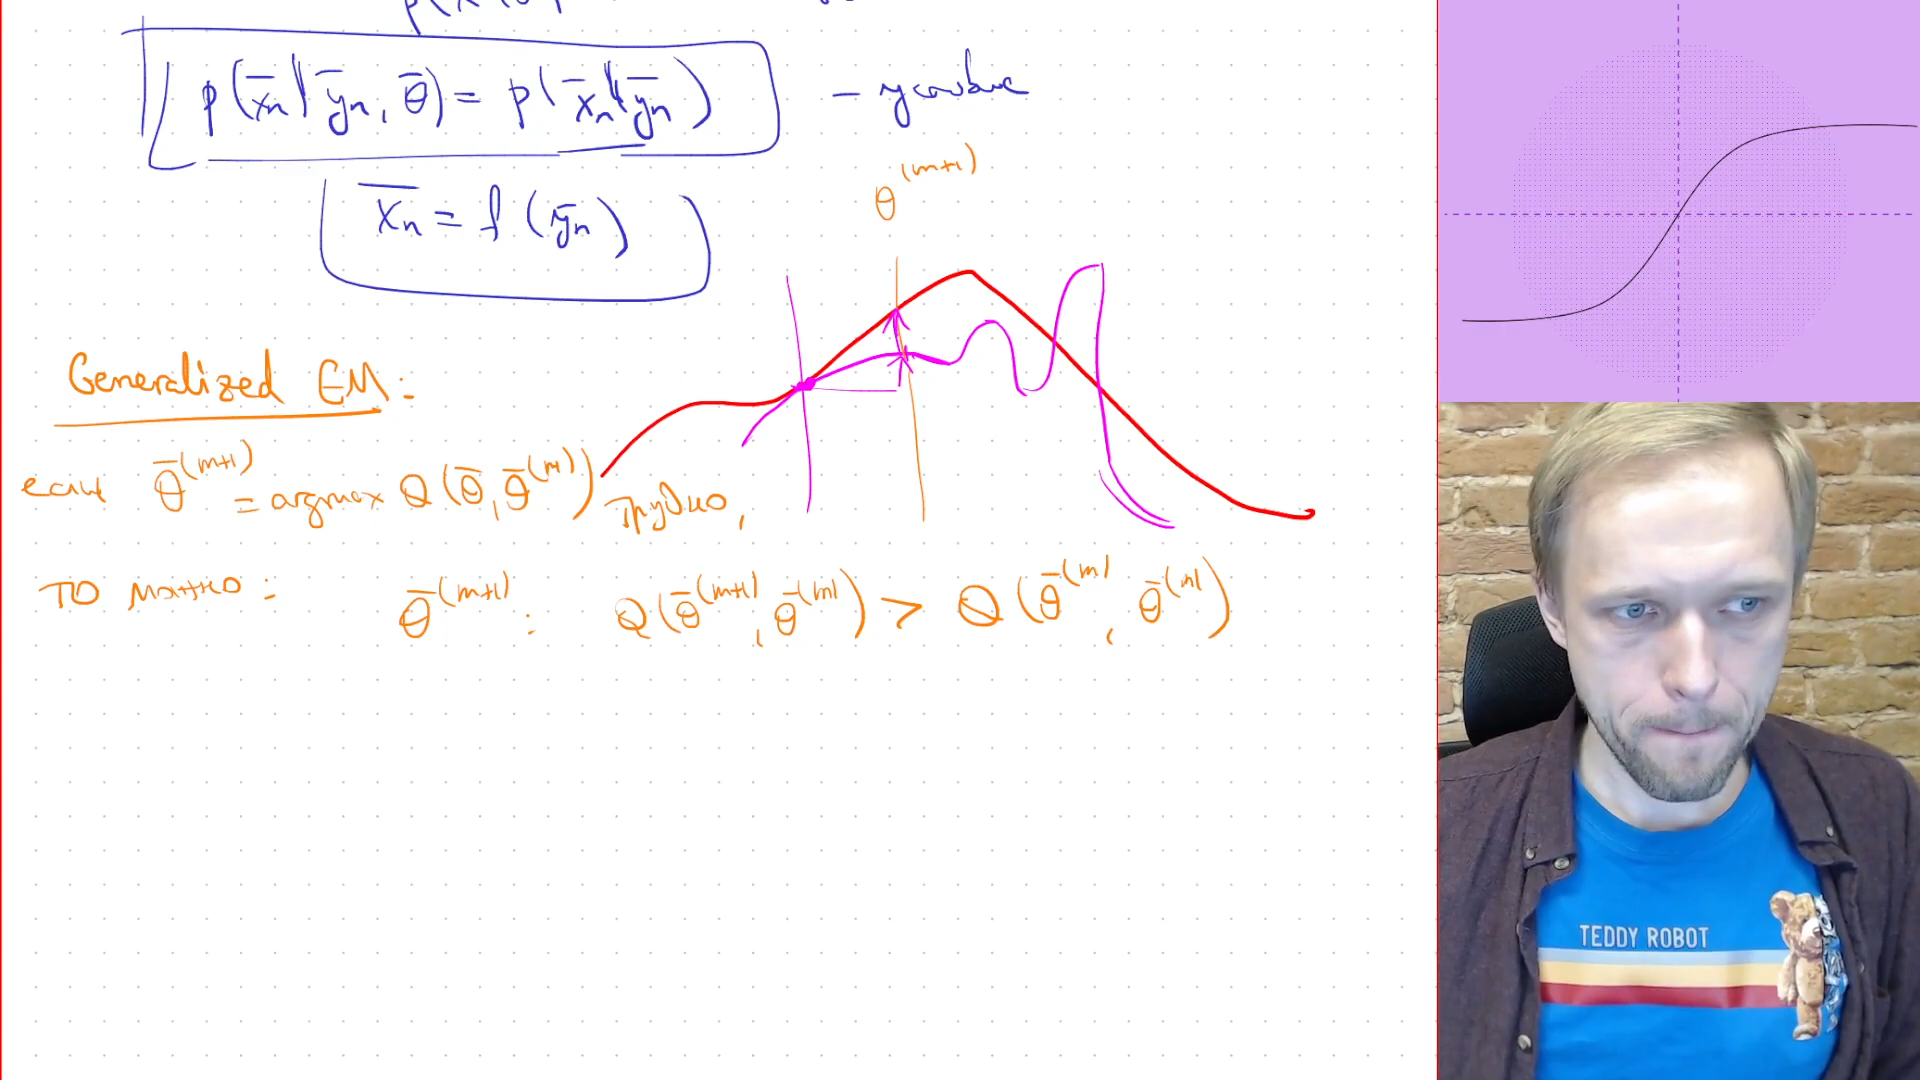 p(x̄ₙ | ȳₙ, θ̄) = p(x̄ₙ | ȳₙ) – условие
x̄ₙ = f(ȳₙ)
θ^(m+1)
Generalized EM:
если θ̄^(m+1) = argmax Q(θ̄, θ̄^(m)) трудно,
то можно: θ̄^(m+1) : Q(θ̄^(m+1), θ̄^(m)) > Q(θ̄^(m), θ̄^(m))
TEDDY ROBOT